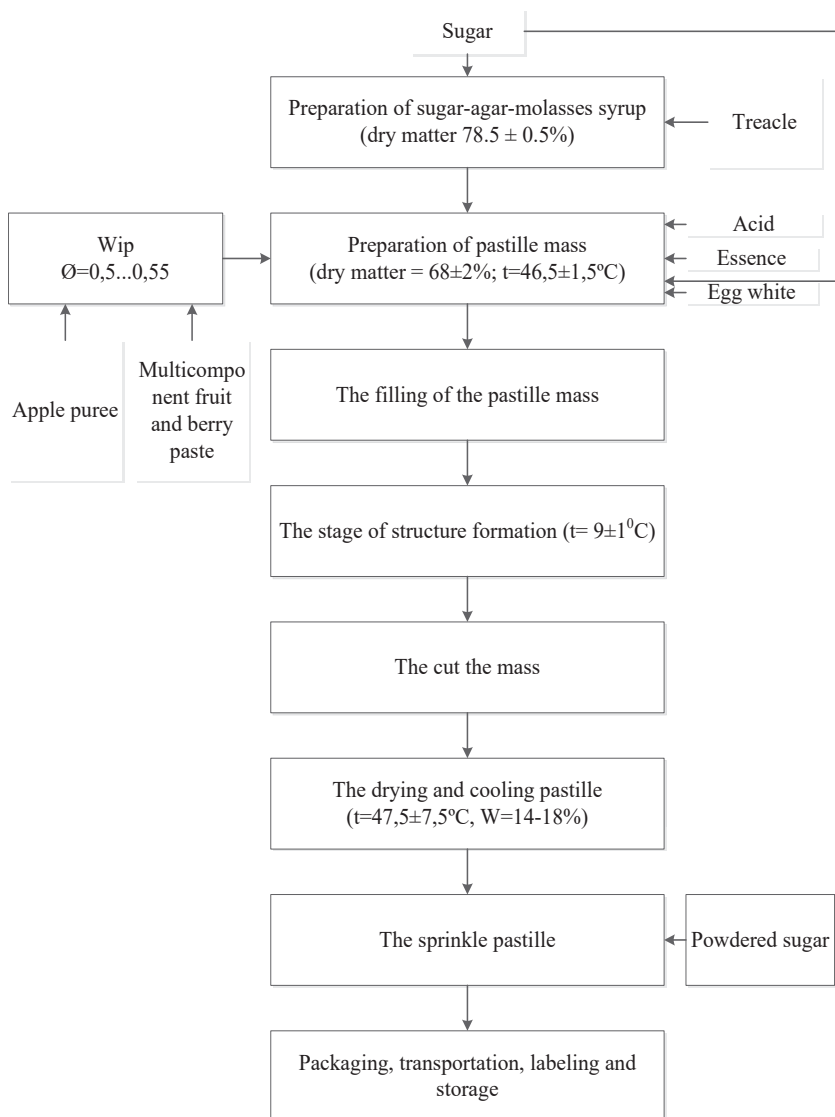 Sugar
Preparation of sugar-agar-molasses syrup
(dry matter 78.5 ± 0.5%)
Treacle
Wip
Ø=0,5...0,55
Preparation of pastille mass
(dry matter = 68±2%; t=46,5±1,5ºC)
Acid
Essence
Egg white
Apple puree
Multicompo
nent fruit
and berry
paste
The filling of the pastille mass
The stage of structure formation (t= 9±1⁰C)
The cut the mass
The drying and cooling pastille
(t=47,5±7,5ºC, W=14-18%)
The sprinkle pastille
Powdered sugar
Packaging, transportation, labeling and
storage